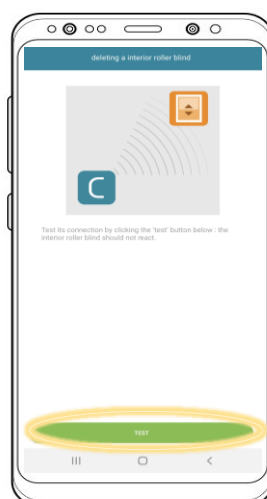 deleting a interior roller blind
Test its connection by clicking the 'test' button below : the
interior roller blind should not react.
TEST